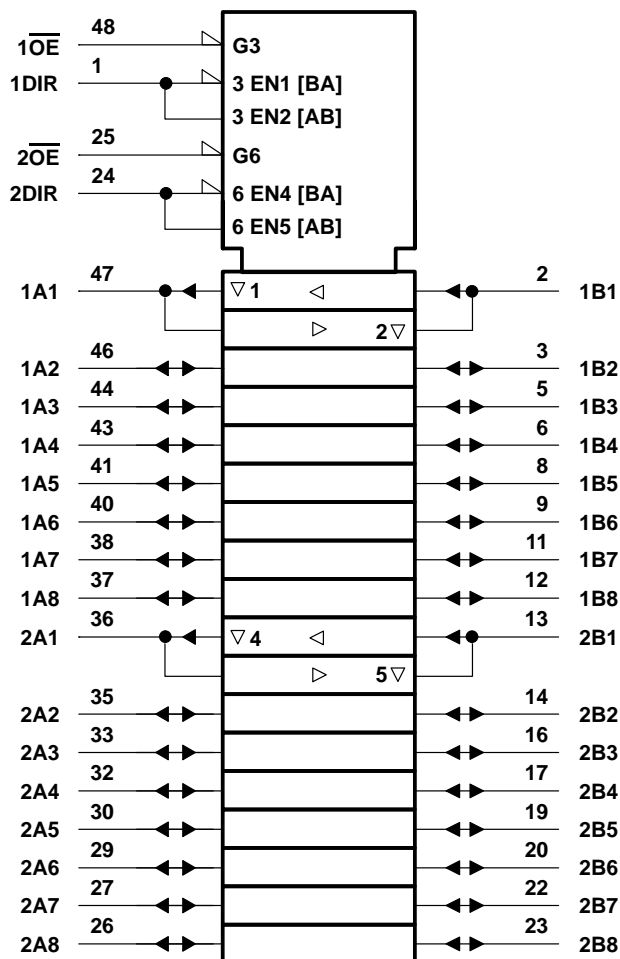 48
1O̅E̅ G3
1
1DIR 3 EN1 [BA]
3 EN2 [AB]
25
2O̅E̅ G6
24
2DIR 6 EN4 [BA]
6 EN5 [AB]
47 2
1A1 ▽ 1 ◁ 1B1
▷ 2 ▽
46 3
1A2 1B2
44 5
1A3 1B3
43 6
1A4 1B4
41 8
1A5 1B5
40 9
1A6 1B6
38 11
1A7 1B7
37 12
1A8 1B8
36 13
2A1 ▽ 4 ◁ 2B1
▷ 5 ▽
35 14
2A2 2B2
33 16
2A3 2B3
32 17
2A4 2B4
30 19
2A5 2B5
29 20
2A6 2B6
27 22
2A7 2B7
26 23
2A8 2B8